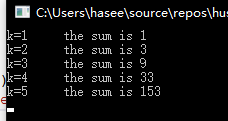 C:\Users\hasee\source\repos\hus
k=1 the sum is 1
k=2 the sum is 3
k=3 the sum is 9
k=4 the sum is 33
k=5 the sum is 153